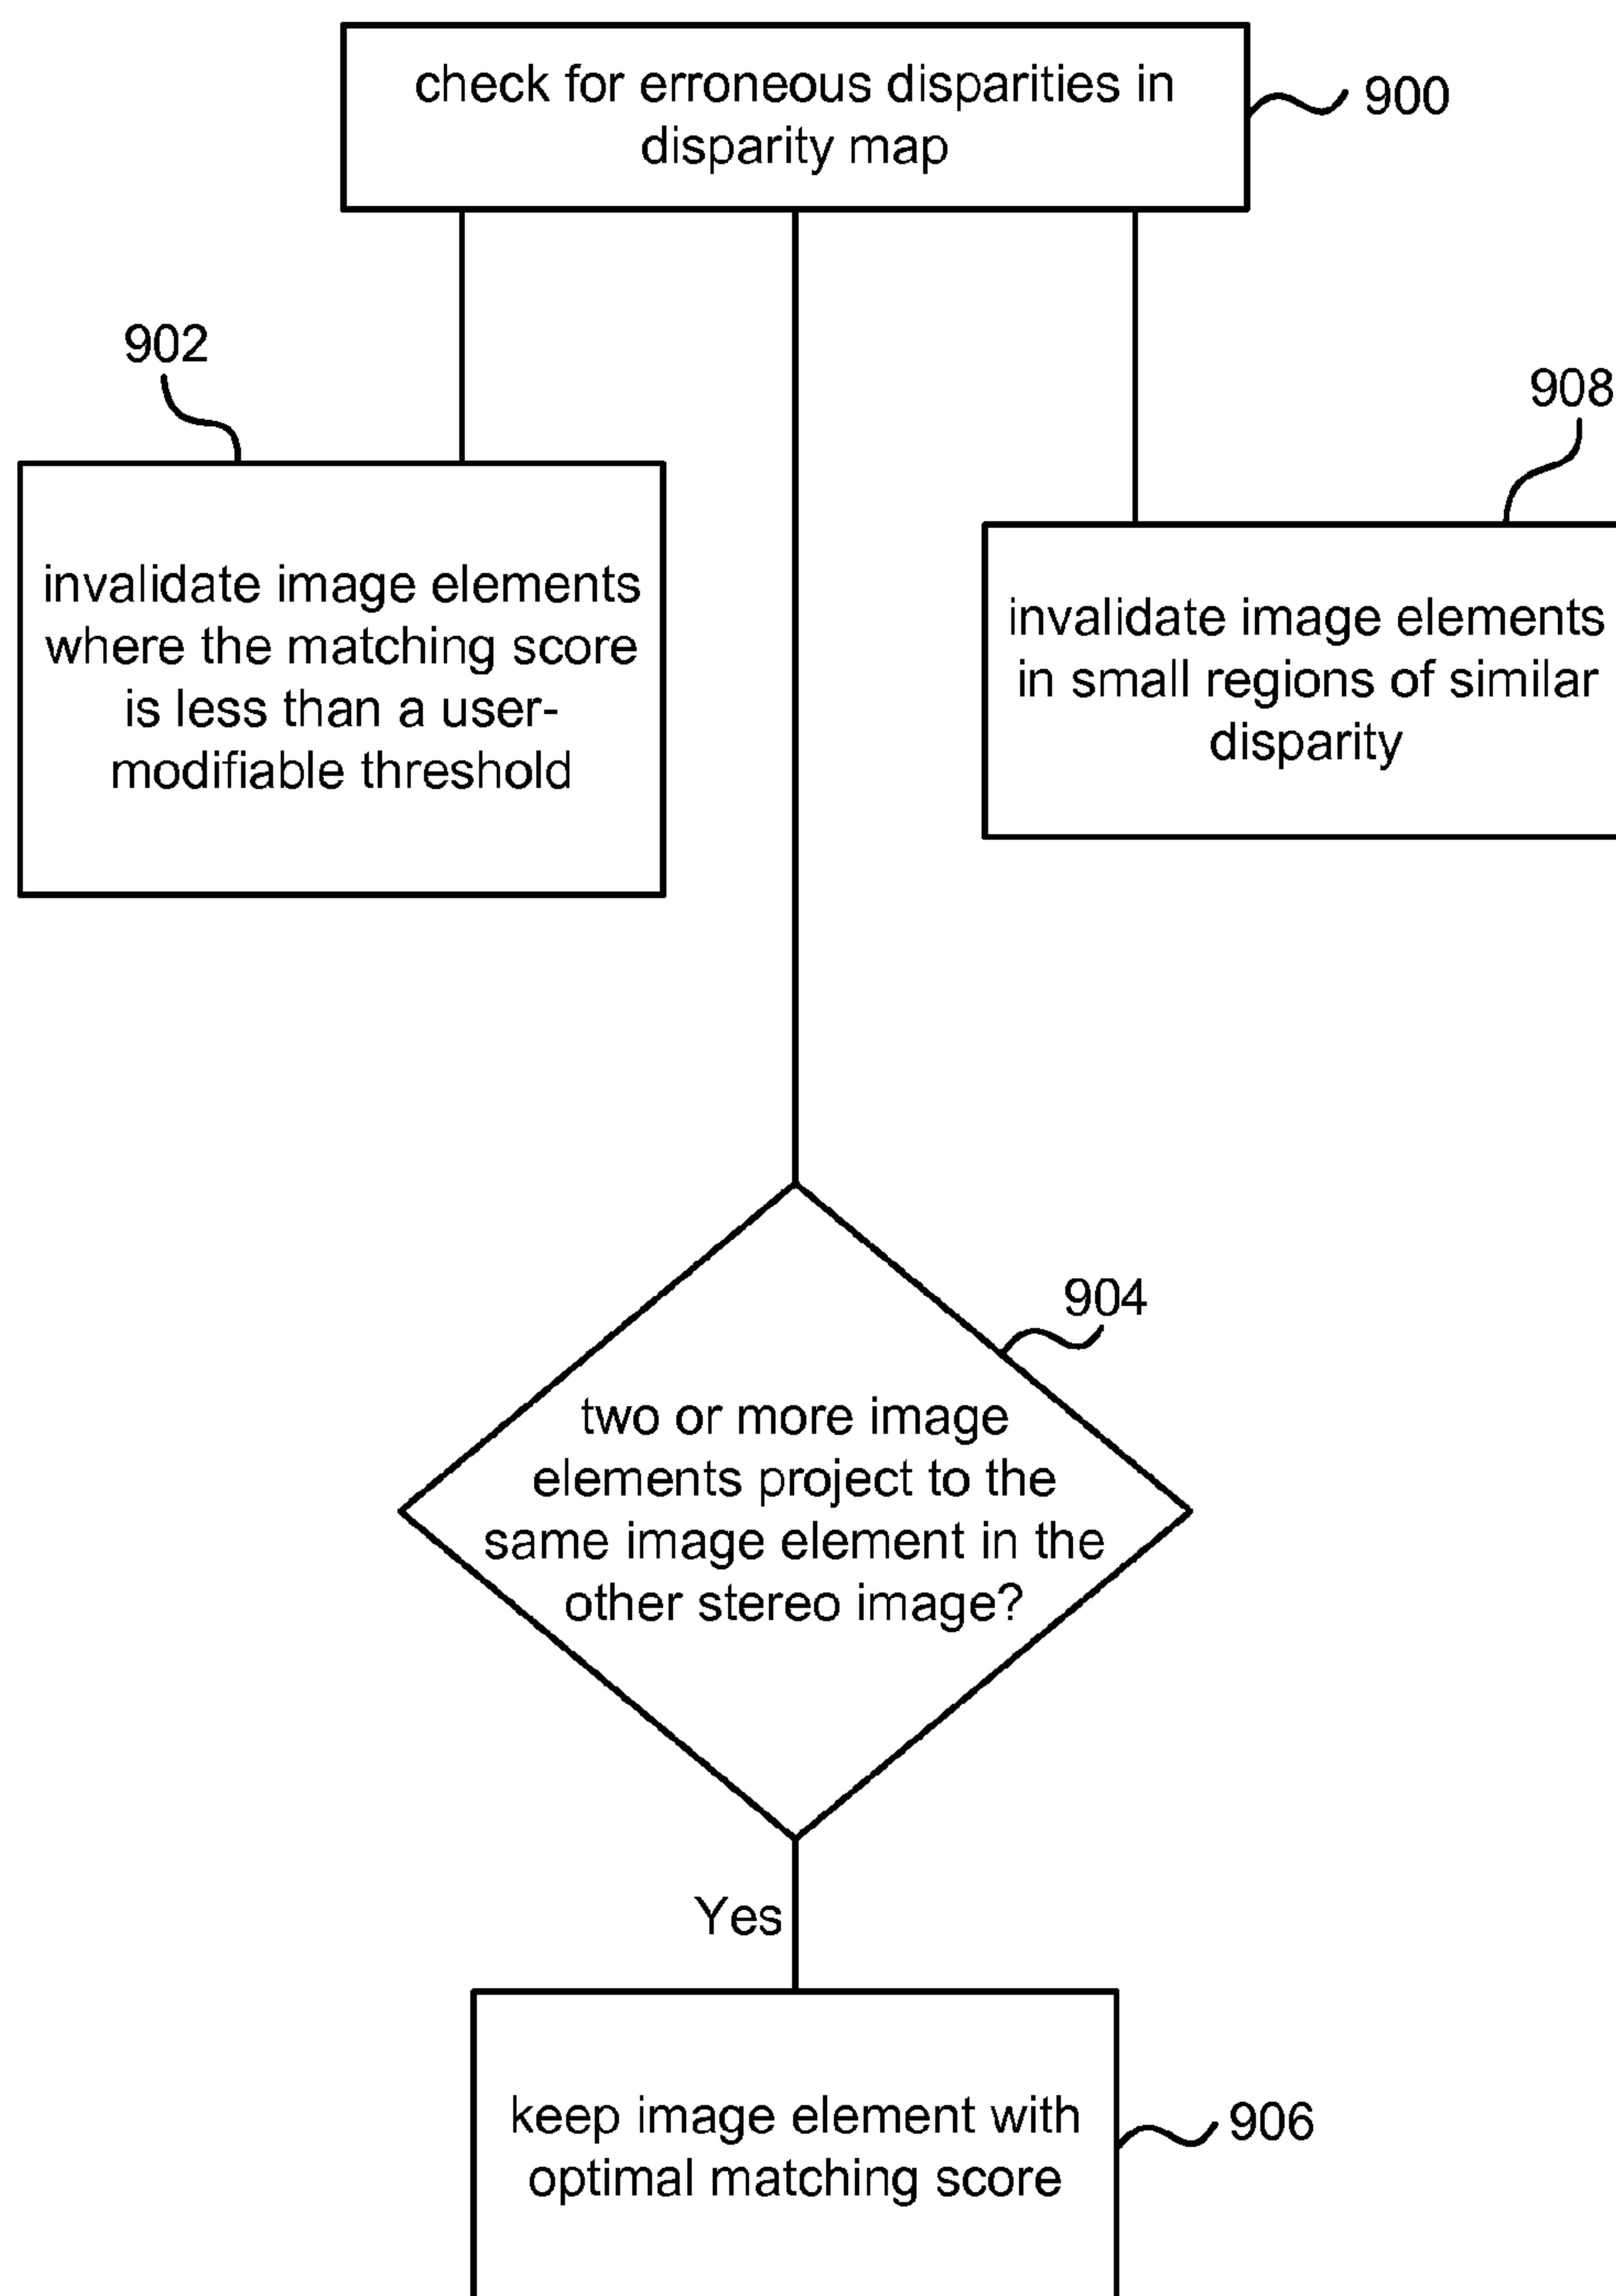 check for erroneous disparities in
disparity map
900
902
908
invalidate image elements
where the matching score
is less than a user-
modifiable threshold
invalidate image elements
in small regions of similar
disparity
904
two or more image
elements project to the
same image element in the
other stereo image?
Yes
keep image element with
optimal matching score
906